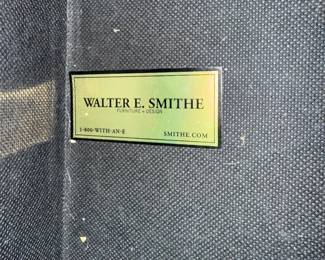 WALTER E. SMITHE
FURNITURE + DESIGN
1-800-WITH-AN-E SMITHE.COM